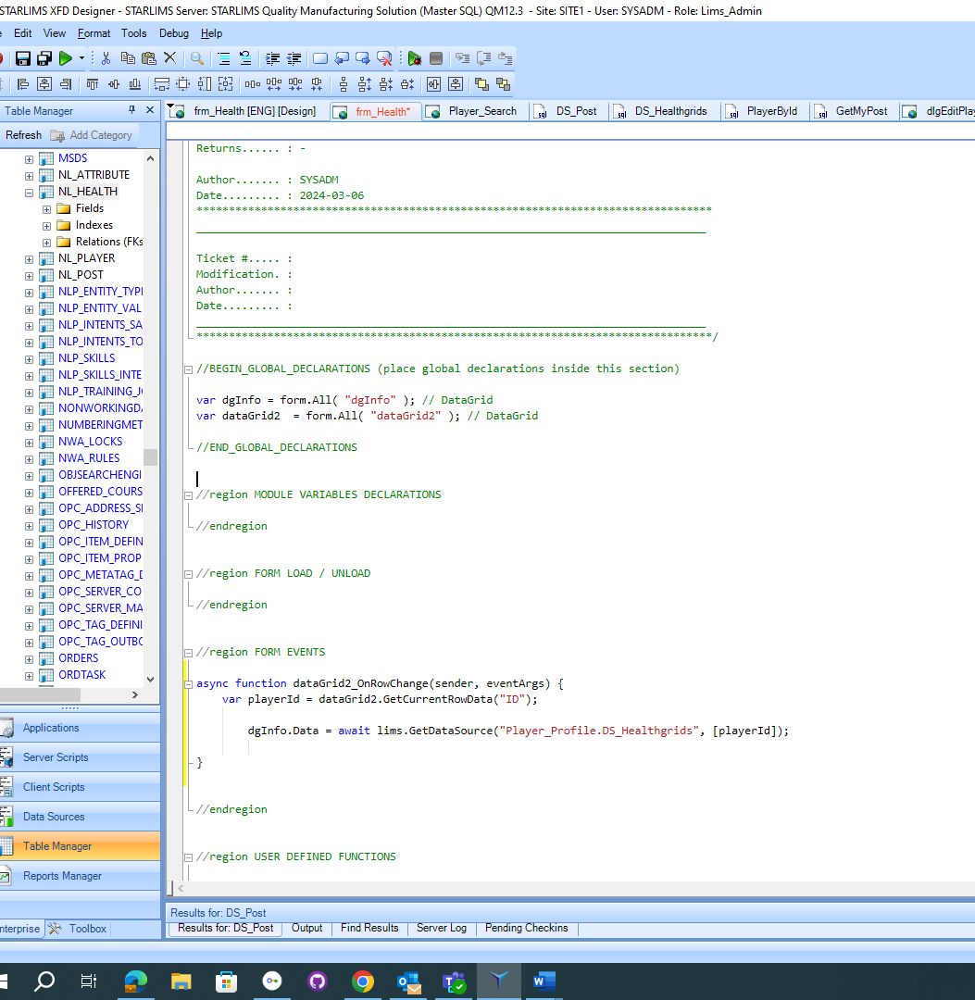 STARLIMS XFD Designer - STARLIMS Server: STARLIMS Quality Manufacturing Solution (Master SQL) QM12.3 - Site: SITE1 - User: SYSADM - Role: Lims_Admin
Edit View Format Tools Debug Help
Table Manager
frm_Health [ENG] [Design] frm_Health* Player_Search DS_Post DS_Healthgrids PlayerById GetMyPost dlgEditPlay
Refresh Add Category
MSDS
NL_ATTRIBUTE
NL_HEALTH
Fields
Indexes
Relations (FKs
NL_PLAYER
NL_POST
NLP_ENTITY_TYP
NLP_ENTITY_VAL
NLP_INTENTS_SA
NLP_INTENTS_TO
NLP_SKILLS
NLP_SKILLS_INTE
NLP_TRAINING_J
NONWORKINGDA
NUMBERINGMET
NWA_LOCKS
NWA_RULES
OBJSEARCHENGI
OFFERED_COURS
OPC_ADDRESS_S
OPC_HISTORY
OPC_ITEM_DEFIN
OPC_ITEM_PROP
OPC_METATAG_D
OPC_SERVER_CO
OPC_SERVER_MA
OPC_TAG_DEFINI
OPC_TAG_OUTBO
ORDERS
ORDTASK
Applications
Server Scripts
Client Scripts
Data Sources
Table Manager
Reports Manager
nterprise Toolbox
Returns...... : -
Author....... : SYSADM
Date......... : 2024-03-06
********************************************************************************
Ticket #..... :
Modification. :
Author....... :
Date......... :
********************************************************************************/
//BEGIN_GLOBAL_DECLARATIONS (place global declarations inside this section)
var dgInfo = form.All( "dgInfo" ); // DataGrid
var dataGrid2  = form.All( "dataGrid2" ); // DataGrid
//END_GLOBAL_DECLARATIONS
//region MODULE VARIABLES DECLARATIONS
//endregion
//region FORM LOAD / UNLOAD
//endregion
//region FORM EVENTS
async function dataGrid2_OnRowChange(sender, eventArgs) {
var playerId = dataGrid2.GetCurrentRowData("ID");
dgInfo.Data = await lims.GetDataSource("Player_Profile.DS_Healthgrids", [playerId]);
}
//endregion
//region USER DEFINED FUNCTIONS
Results for: DS_Post
Results for: DS_Post Output Find Results Server Log Pending Checkins